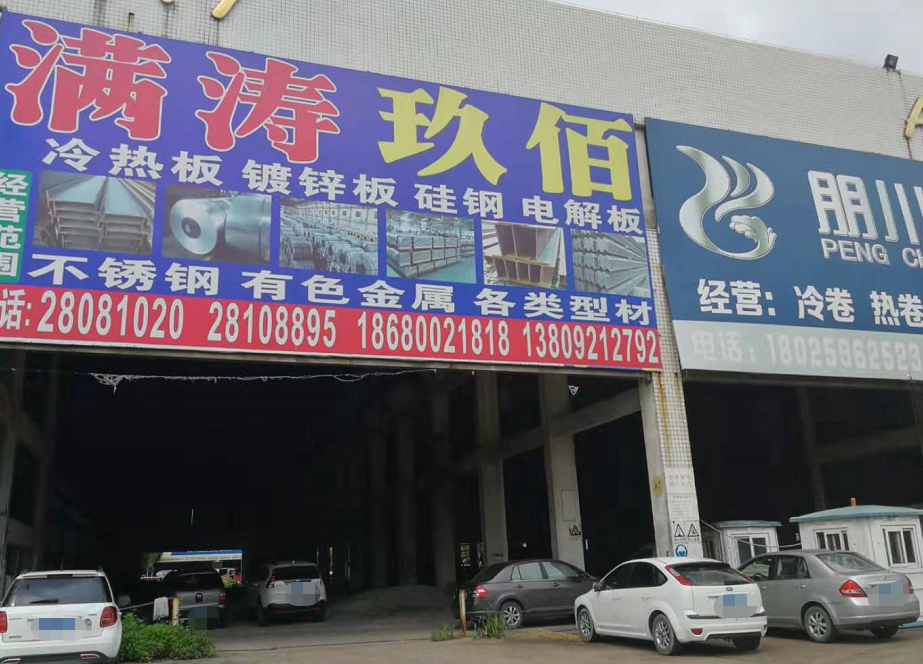 满涛 玖佰
冷热板 镀锌板 硅钢 电解板
经营范围
不锈钢 有色金属 各类型材
话: 28081020 28108895 18680021818 13809212792
朋川
PENG C
经营: 冷卷 热卷
电话: 1802596252